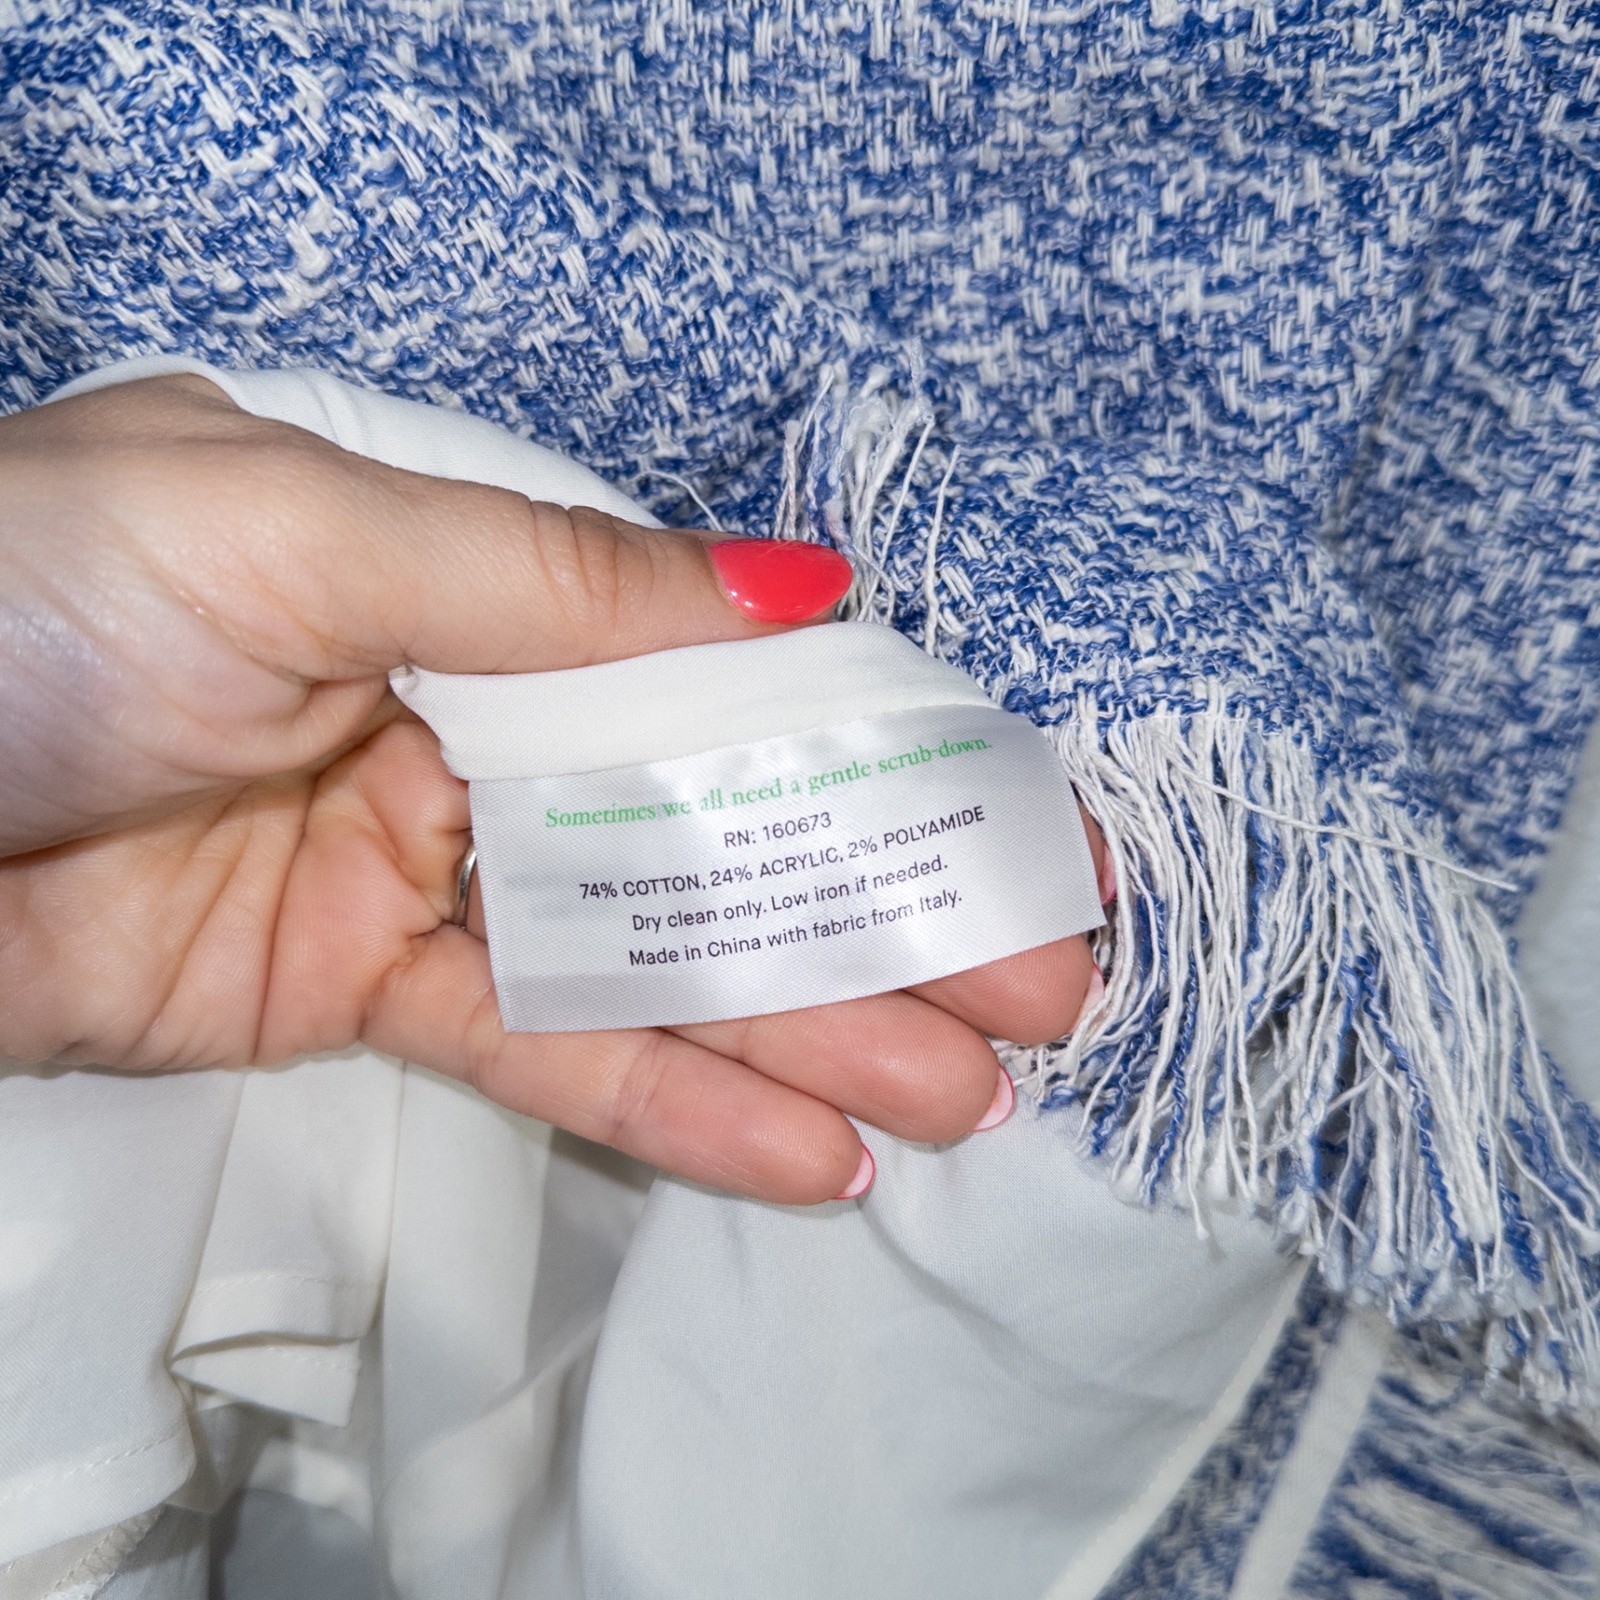 Sometimes we all need a gentle scrub-down.
RN: 160673
74% COTTON, 24% ACRYLIC, 2% POLYAMIDE
Dry clean only. Low iron if needed.
Made in China with fabric from Italy.